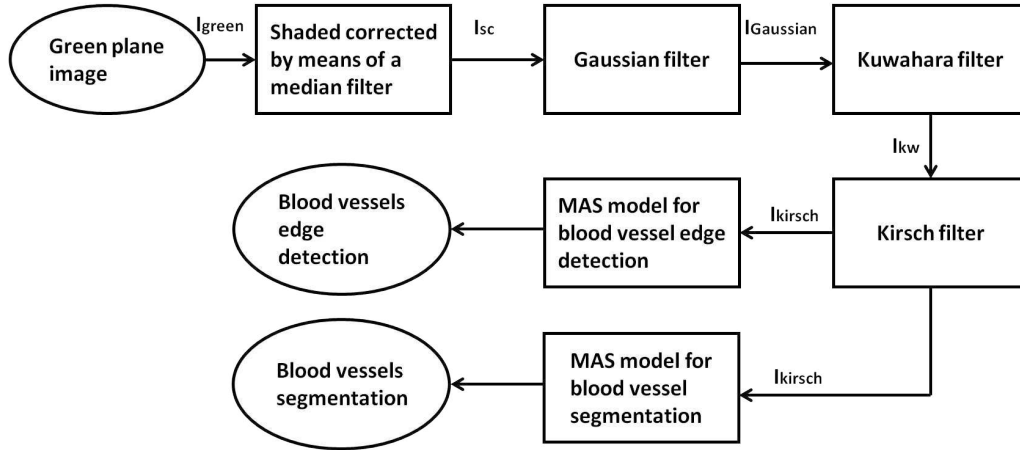 Green plane
image
Igreen
Shaded corrected
by means of a
median filter
Isc
Gaussian filter
IGaussian
Kuwahara filter
Ikw
Kirsch filter
Ikirsch
MAS model for
blood vessel edge
detection
Blood vessels
edge
detection
Ikirsch
MAS model for
blood vessel
segmentation
Blood vessels
segmentation